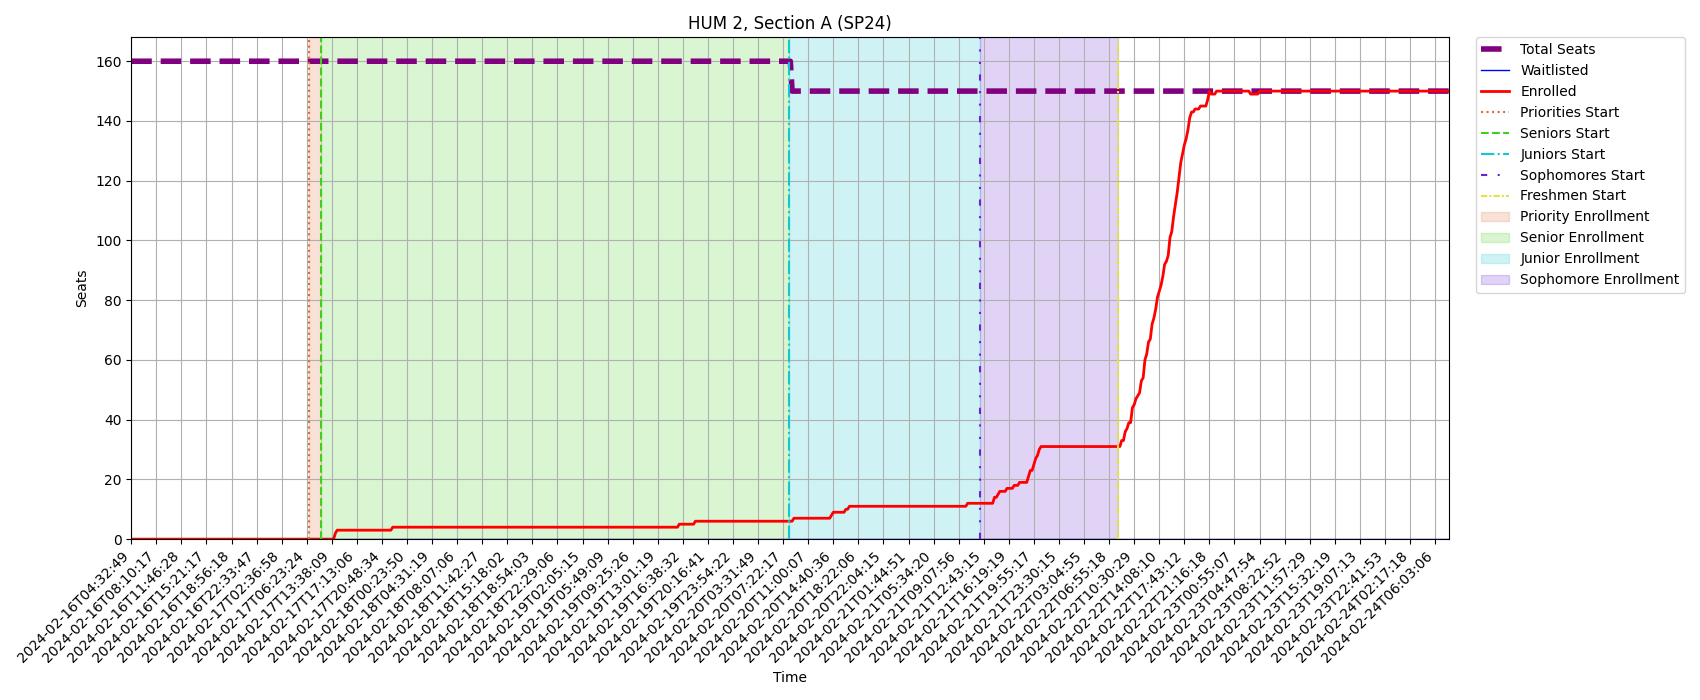 HUM 2, Section A (SP24)
Total Seats
Waitlisted
Enrolled
Priorities Start
Seniors Start
Juniors Start
Sophomores Start
Freshmen Start
Priority Enrollment
Senior Enrollment
Junior Enrollment
Sophomore Enrollment
Seats
160
140
120
100
80
60
40
20
0
2024-02-16T04:32:49
2024-02-16T08:10:17
2024-02-16T11:46:28
2024-02-16T15:21:17
2024-02-16T18:56:18
2024-02-16T22:33:47
2024-02-17T02:36:58
2024-02-17T06:23:24
2024-02-17T13:38:09
2024-02-17T17:13:06
2024-02-17T20:48:34
2024-02-18T00:23:50
2024-02-18T04:31:19
2024-02-18T08:07:06
2024-02-18T11:42:27
2024-02-18T15:18:02
2024-02-18T18:54:03
2024-02-18T22:29:06
2024-02-19T02:05:15
2024-02-19T05:49:09
2024-02-19T09:25:26
2024-02-19T13:01:19
2024-02-19T16:38:32
2024-02-19T20:16:41
2024-02-19T23:54:22
2024-02-20T03:31:49
2024-02-20T07:22:17
2024-02-20T11:00:07
2024-02-20T14:40:36
2024-02-20T18:22:06
2024-02-20T22:04:15
2024-02-21T01:44:51
2024-02-21T05:34:20
2024-02-21T09:07:56
2024-02-21T12:43:15
2024-02-21T16:19:19
2024-02-21T19:55:17
2024-02-21T23:30:15
2024-02-22T03:04:55
2024-02-22T06:55:18
2024-02-22T10:30:29
2024-02-22T14:08:10
2024-02-22T17:43:12
2024-02-22T21:16:18
2024-02-23T00:55:07
2024-02-23T04:47:54
2024-02-23T08:22:52
2024-02-23T11:57:29
2024-02-23T15:32:19
2024-02-23T19:07:13
2024-02-23T22:41:53
2024-02-24T02:17:18
2024-02-24T06:03:06
Time